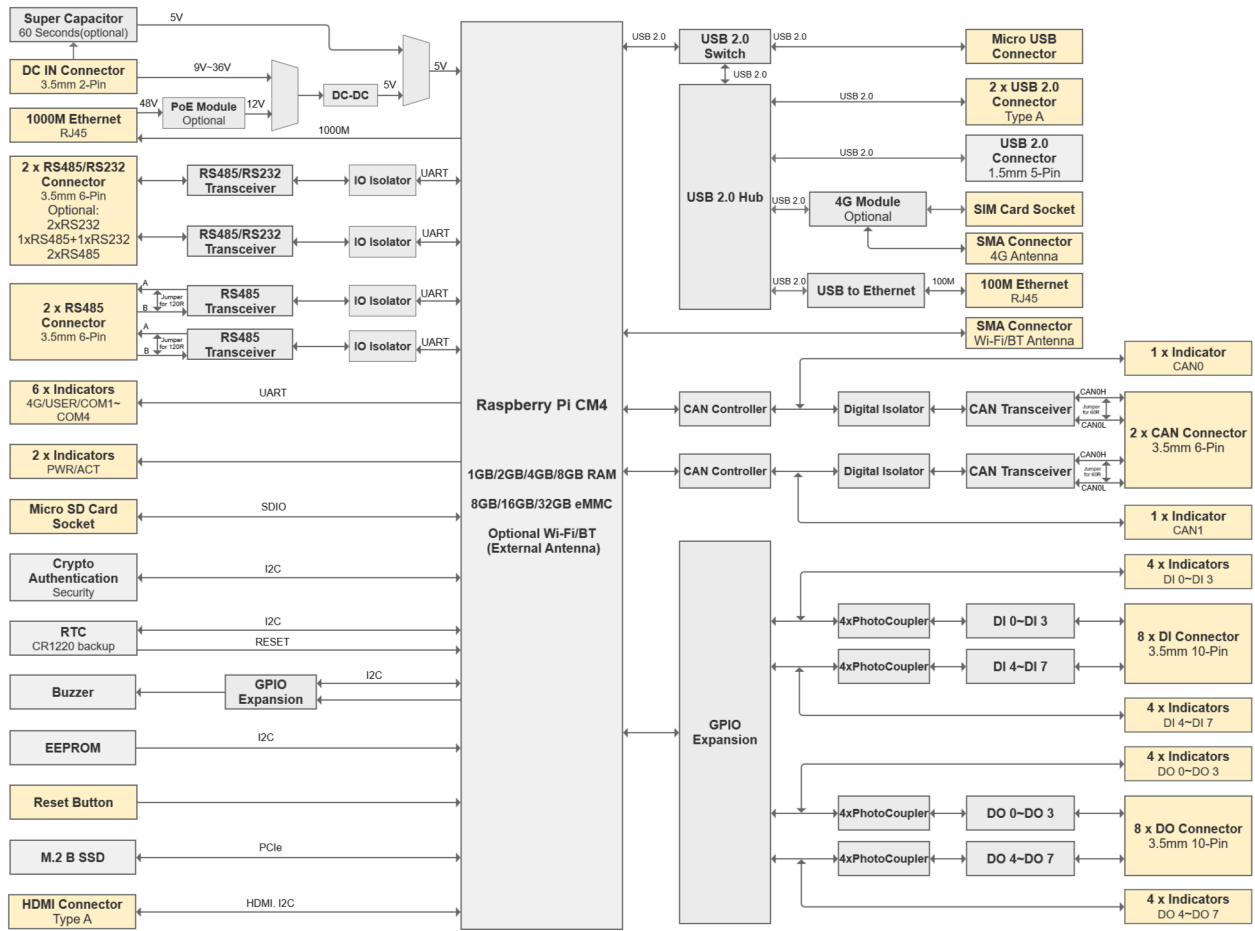 Super Capacitor
60 Seconds(optional)
5V
DC IN Connector
3.5mm 2-Pin
9V~36V
48V
PoE Module
Optional
12V
DC-DC
5V
5V
1000M Ethernet
RJ45
1000M
2 x RS485/RS232
Connector
3.5mm 6-Pin
Optional:
2xRS232
1xRS485+1xRS232
2xRS485
RS485/RS232
Transceiver
IO Isolator
UART
RS485/RS232
Transceiver
IO Isolator
UART
2 x RS485
Connector
3.5mm 6-Pin
A
Jumper
for 120R
B
RS485
Transceiver
IO Isolator
UART
A
Jumper
for 120R
B
RS485
Transceiver
IO Isolator
UART
6 x Indicators
4G/USER/COM1~
COM4
UART
2 x Indicators
PWR/ACT
Micro SD Card
Socket
SDIO
Crypto
Authentication
Security
I2C
RTC
CR1220 backup
I2C
RESET
Buzzer
GPIO
Expansion
I2C
EEPROM
I2C
Reset Button
M.2 B SSD
PCIe
HDMI Connector
Type A
HDMI. I2C
Raspberry Pi CM4
1GB/2GB/4GB/8GB RAM
8GB/16GB/32GB eMMC
Optional Wi-Fi/BT
(External Antenna)
USB 2.0
USB 2.0
Switch
USB 2.0
Micro USB
Connector
USB 2.0
USB 2.0 Hub
USB 2.0
2 x USB 2.0
Connector
Type A
USB 2.0
USB 2.0
Connector
1.5mm 5-Pin
USB 2.0
4G Module
Optional
SIM Card Socket
SMA Connector
4G Antenna
USB 2.0
USB to Ethernet
100M
100M Ethernet
RJ45
SMA Connector
Wi-Fi/BT Antenna
1 x Indicator
CAN0
CAN Controller
Digital Isolator
CAN Transceiver
CAN0H
Jumper
for 60R
CAN0L
2 x CAN Connector
3.5mm 6-Pin
CAN Controller
Digital Isolator
CAN Transceiver
CAN0H
Jumper
for 60R
CAN0L
1 x Indicator
CAN1
GPIO
Expansion
4 x Indicators
DI 0~DI 3
4xPhotoCoupler
DI 0~DI 3
8 x DI Connector
3.5mm 10-Pin
4xPhotoCoupler
DI 4~DI 7
4 x Indicators
DI 4~DI 7
4 x Indicators
DO 0~DO 3
4xPhotoCoupler
DO 0~DO 3
8 x DO Connector
3.5mm 10-Pin
4xPhotoCoupler
DO 4~DO 7
4 x Indicators
DO 4~DO 7